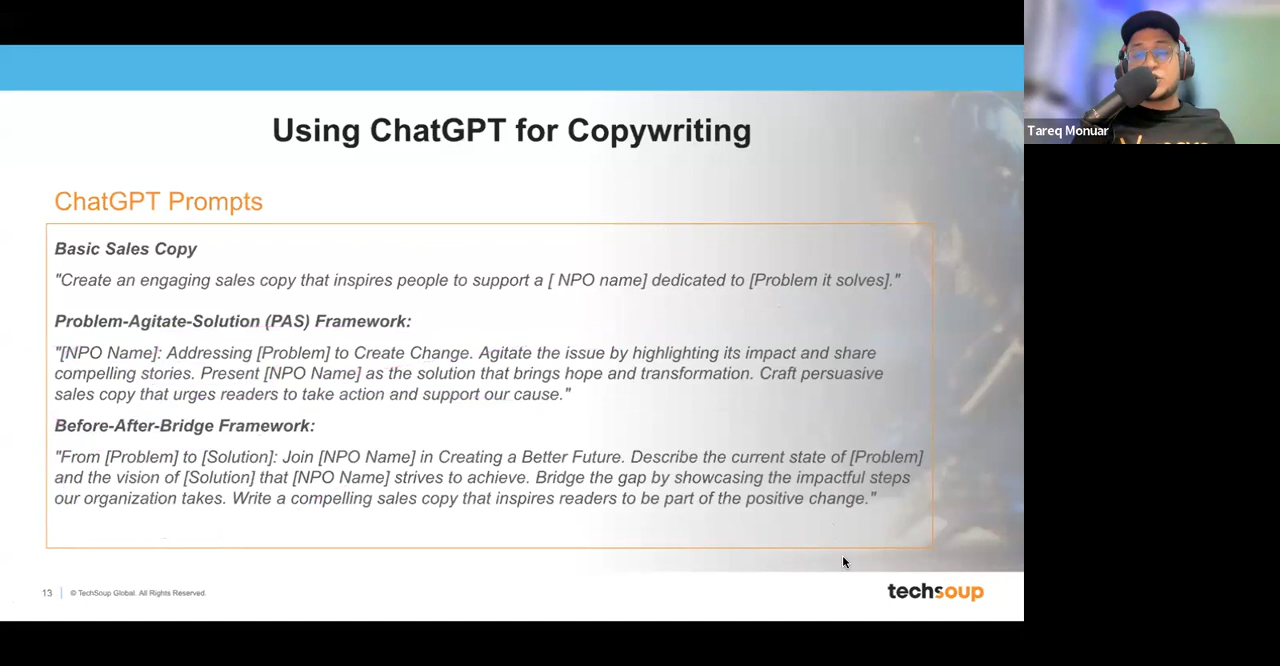 Using ChatGPT for Copywriting
ChatGPT Prompts
Basic Sales Copy
"Create an engaging sales copy that inspires people to support a [ NPO name] dedicated to [Problem it solves]."
Problem-Agitate-Solution (PAS) Framework:
"[NPO Name]: Addressing [Problem] to Create Change. Agitate the issue by highlighting its impact and share
compelling stories. Present [NPO Name] as the solution that brings hope and transformation. Craft persuasive
sales copy that urges readers to take action and support our cause."
Before-After-Bridge Framework:
"From [Problem] to [Solution]: Join [NPO Name] in Creating a Better Future. Describe the current state of [Problem]
and the vision of [Solution] that [NPO Name] strives to achieve. Bridge the gap by showcasing the impactful steps
our organization takes. Write a compelling sales copy that inspires readers to be part of the positive change."
13 | © TechSoup Global. All Rights Reserved.
techsoup
Tareq Monuar